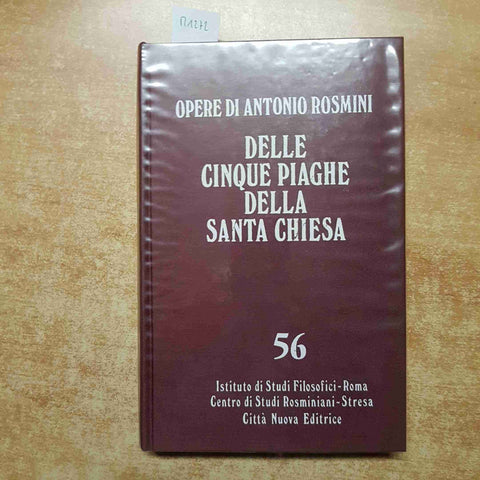 OPERE DI ANTONIO ROSMINI
DELLE
CINQUE PIAGHE
DELLA
SANTA CHIESA
56
Istituto di Studi Filosofici-Roma
Centro di Studi Rosminiani-Stresa
Città Nuova Editrice